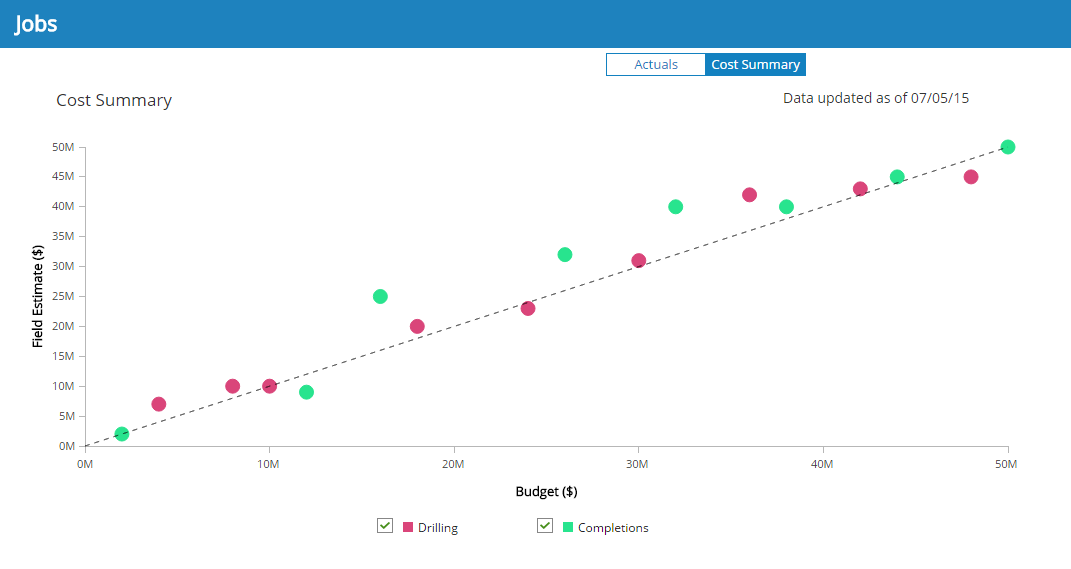 Jobs
Actuals Cost Summary
Cost Summary
Data updated as of 07/05/15
50M
45M
40M
35M
30M
25M
20M
15M
10M
5M
0M
Field Estimate ($)
0M 10M 20M 30M 40M 50M
Budget ($)
Drilling Completions